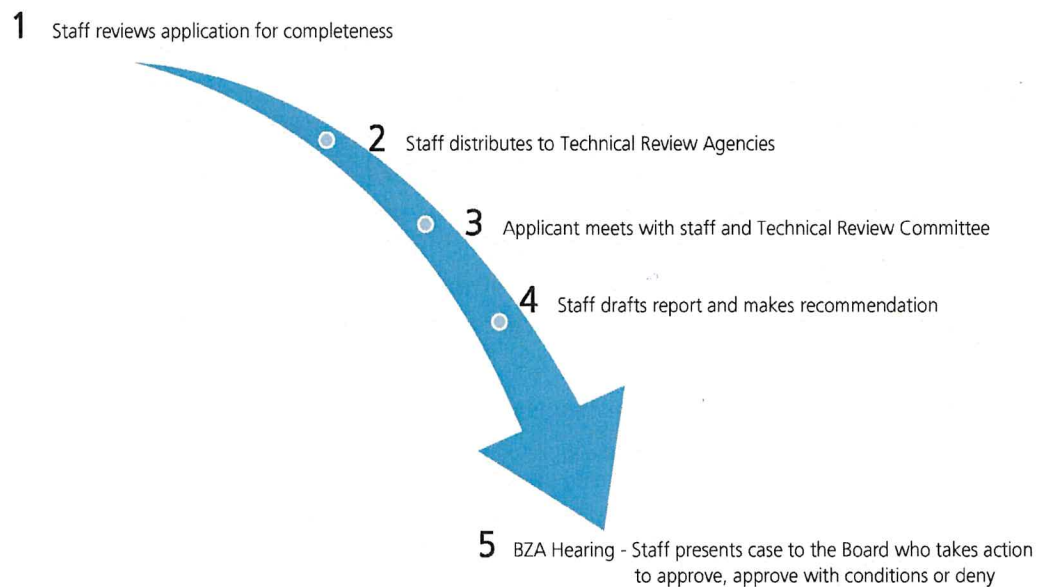 1 Staff reviews application for completeness
2 Staff distributes to Technical Review Agencies
3 Applicant meets with staff and Technical Review Committee
4 Staff drafts report and makes recommendation
5 BZA Hearing - Staff presents case to the Board who takes action
to approve, approve with conditions or deny